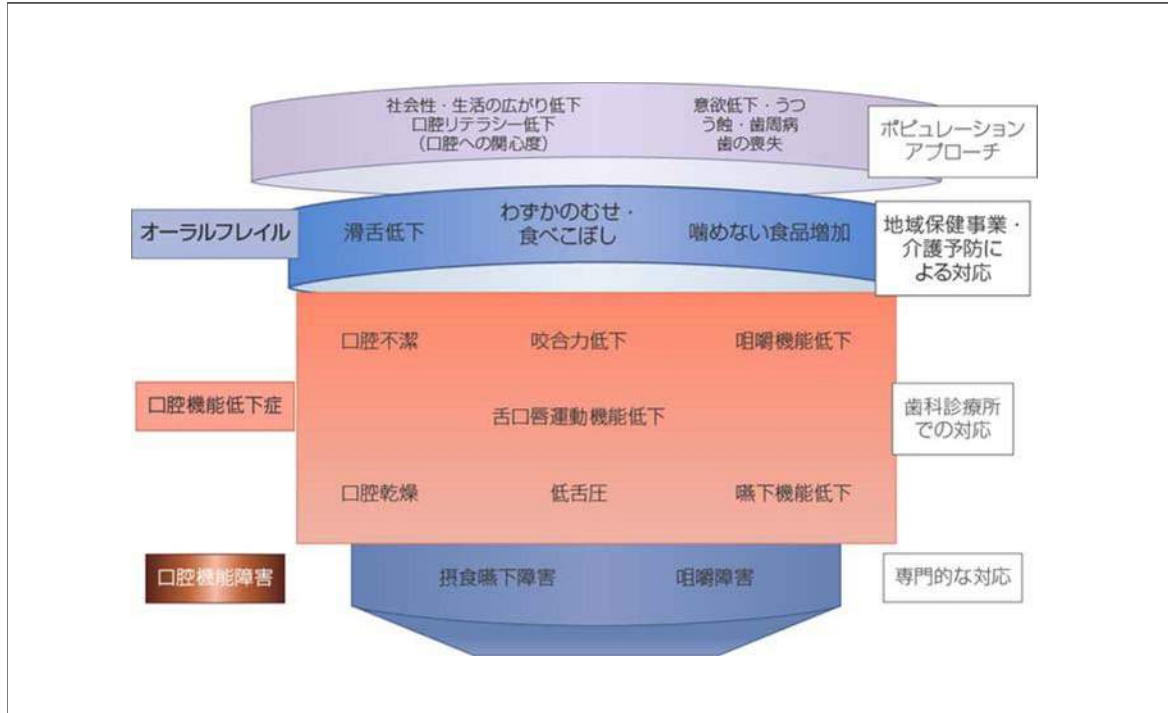 社会性・生活の広がり低下
口腔リテラシー低下
(口腔への関心度)
意欲低下・うつ
う蝕・歯周病
歯の喪失
ポピュレーション
アプローチ
オーラルフレイル
滑舌低下
わずかのむせ・
食べこぼし
噛めない食品増加
地域保健事業・
介護予防に
よる対応
口腔不潔
咬合力低下
咀嚼機能低下
口腔機能低下症
舌口唇運動機能低下
歯科診療所
での対応
口腔乾燥
低舌圧
嚥下機能低下
口腔機能障害
摂食嚥下障害
咀嚼障害
専門的な対応